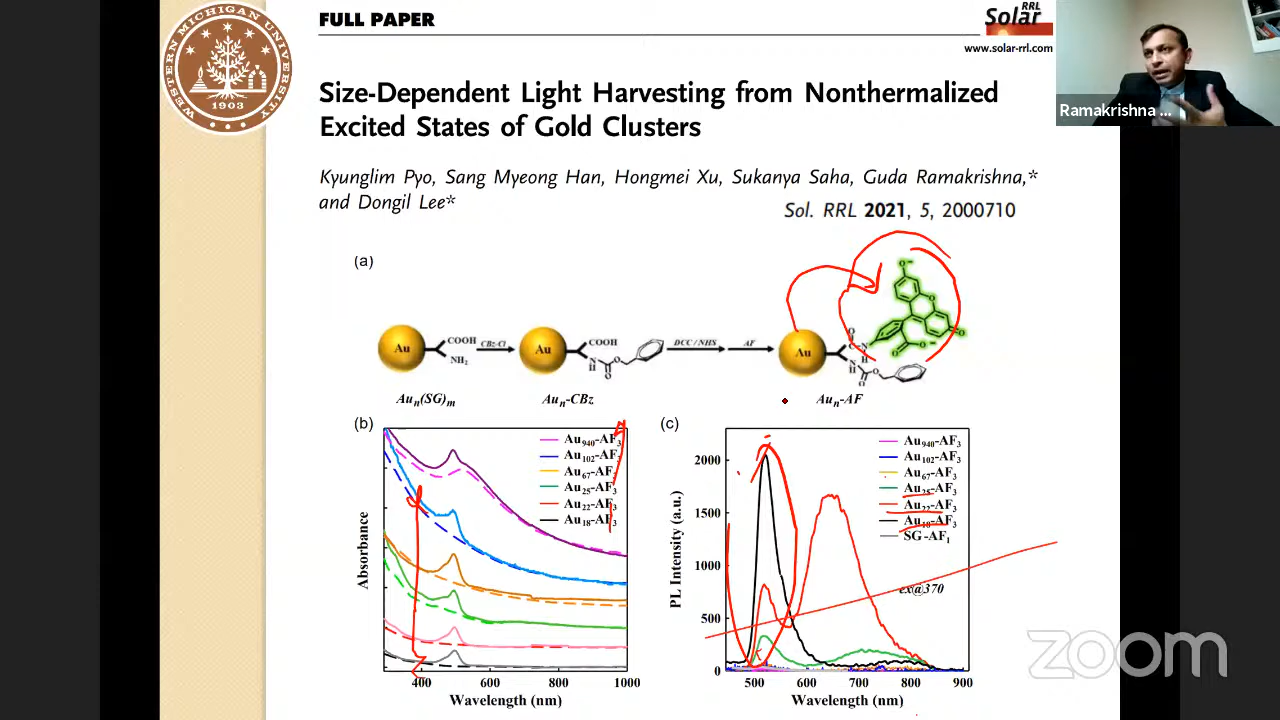 WESTERN MICHIGAN UNIVERSITY
1903
FULL PAPER
Solar RRL
www.solar-rrl.com
Ramakrishna ...
Size-Dependent Light Harvesting from Nonthermalized
Excited States of Gold Clusters
Kyunglim Pyo, Sang Myeong Han, Hongmei Xu, Sukanya Saha, Guda Ramakrishna,*
and Dongil Lee*
Sol. RRL 2021, 5, 2000710
(a)
Au
COOH
NH₂
CBz-Cl
Au
COOH
N
H
O
O
DCC / NHS
AF
Au
O
N
H
N
H
O
O
O⁻
O
O
O
O⁻
Auₙ(SG)ₘ
Auₙ-CBz
Auₙ-AF
(b)
Au₉₄₀-AF₃
Au₁₀₂-AF₃
Au₆₇-AF₃
Au₂₅-AF₃
Au₂₂-AF₃
Au₁₈-AF₃
Absorbance
400 600 800 1000
Wavelength (nm)
(c)
Au₉₄₀-AF₃
Au₁₀₂-AF₃
Au₆₇-AF₃
Au₂₅-AF₃
Au₂₂-AF₃
Au₁₈-AF₃
SG-AF₁
ex@370
PL Intensity (a.u.)
2000
1500
1000
500
0
500 600 700 800 900
Wavelength (nm)
zoom